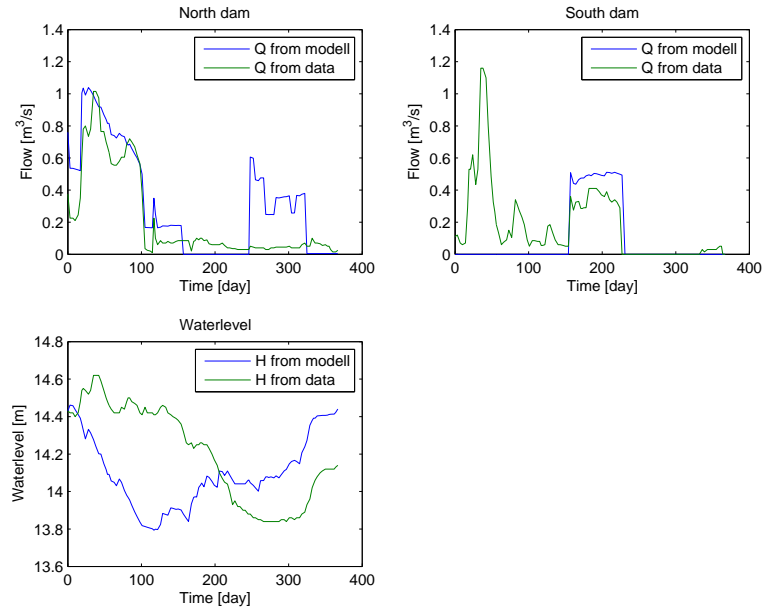 North dam
1.4
1.2
1
0.8
0.6
0.4
0.2
0
Flow [m³/s]
Q from modell
Q from data
0 100 200 300 400
Time [day]
South dam
1.4
1.2
1
0.8
0.6
0.4
0.2
0
Flow [m³/s]
Q from modell
Q from data
0 100 200 300 400
Time [day]
Waterlevel
14.8
14.6
14.4
14.2
14
13.8
13.6
Waterlevel [m]
H from modell
H from data
0 100 200 300 400
Time [day]